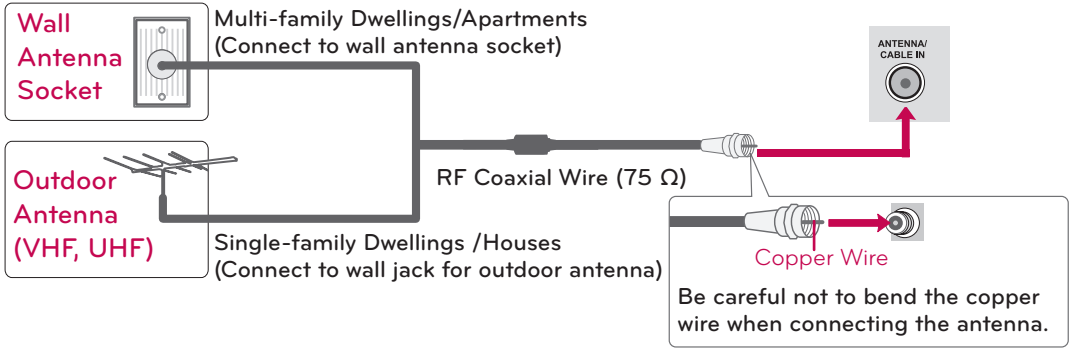 Wall
Antenna
Socket
Multi-family Dwellings/Apartments
(Connect to wall antenna socket)
ANTENNA/
CABLE IN
Outdoor
Antenna
(VHF, UHF)
RF Coaxial Wire (75 Ω)
Single-family Dwellings /Houses
(Connect to wall jack for outdoor antenna)
Copper Wire
Be careful not to bend the copper
wire when connecting the antenna.